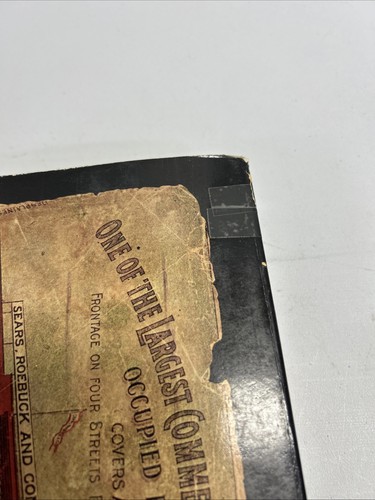 ONE OF THE LARGEST COMME
OCCUPIED
FRONTAGE ON FOUR STREETS
COVERS
SEARS, ROEBUCK AND CO